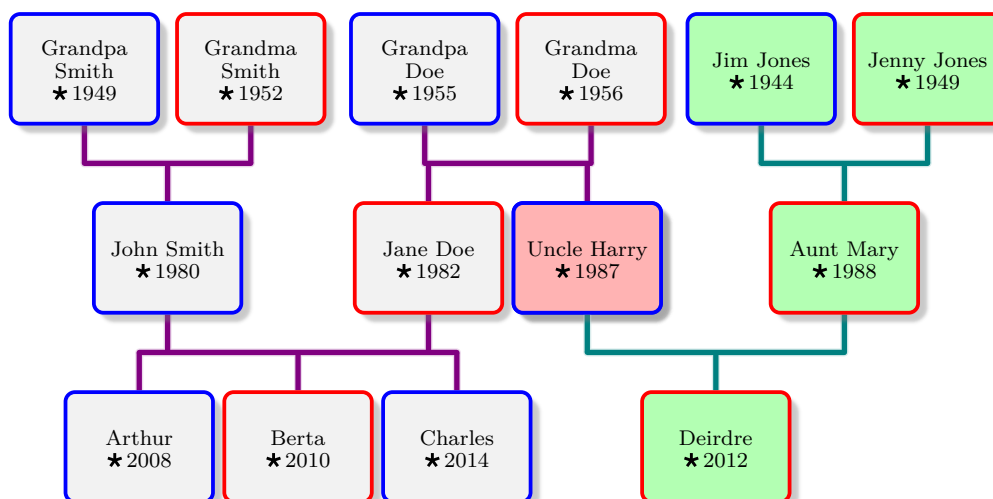 Grandpa
Smith
★1949
Grandma
Smith
★1952
Grandpa
Doe
★1955
Grandma
Doe
★1956
Jim Jones
★1944
Jenny Jones
★1949
John Smith
★1980
Jane Doe
★1982
Uncle Harry
★1987
Aunt Mary
★1988
Arthur
★2008
Berta
★2010
Charles
★2014
Deirdre
★2012